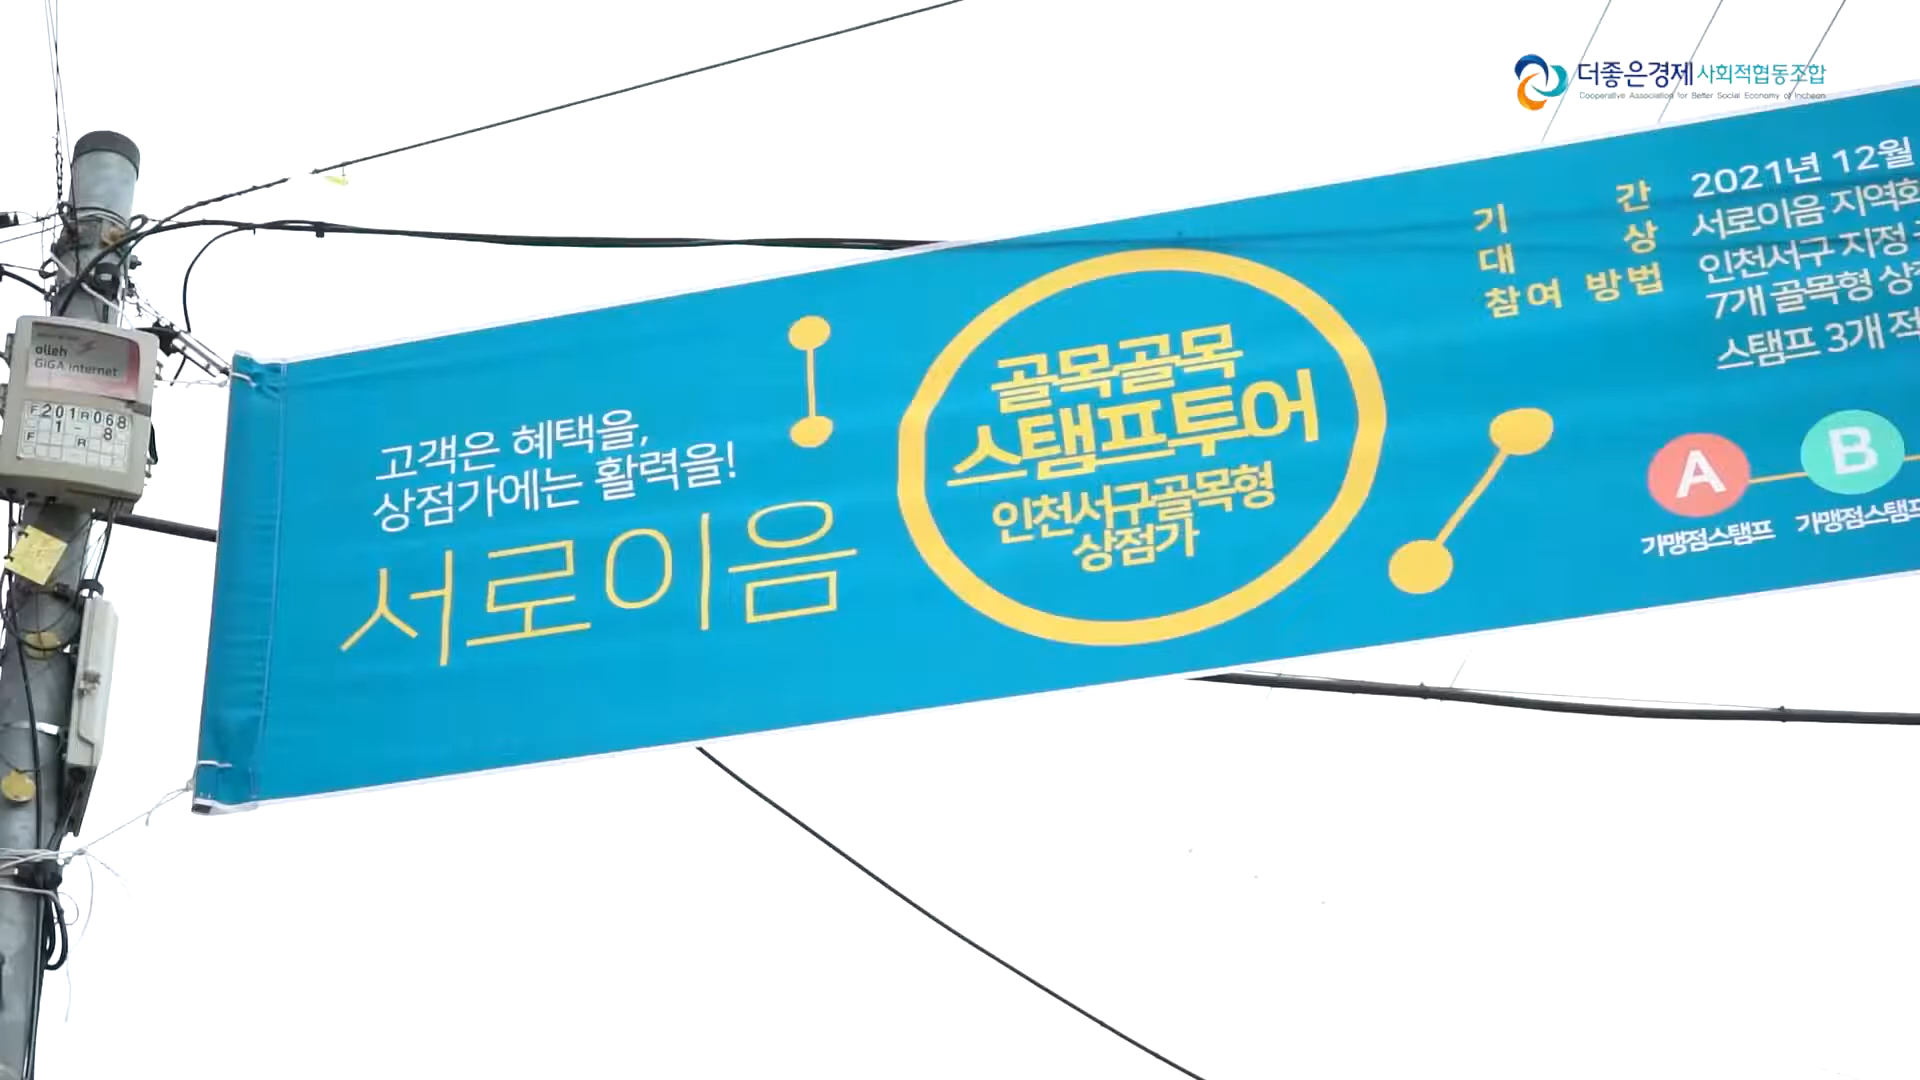 더좋은경제 사회적협동조합
Cooperative Association for Better Social Economy of Incheon
olleh
GiGA internet
F 201 R 068
1 - 8
F R
고객은 혜택을,
상점가에는 활력을!
서로이음
골목골목
스탬프투어
인천서구골목형
상점가
기 간 2021년 12월
대 상 서로이음 지역화
참여 방법 인천서구 지정
7개 골목형
스탬프 3개
A
B
가맹점스탬프
가맹점스탬프